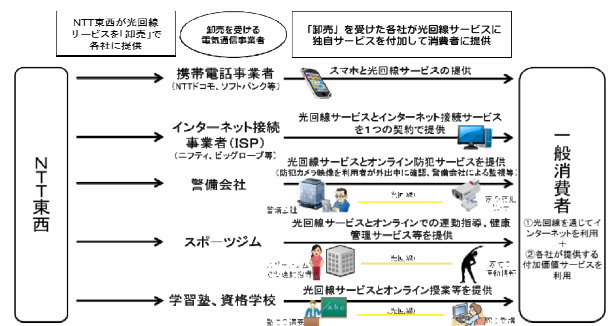 NTT東西が光回線
サービスを「卸売」で
各社に提供
卸売を受ける
電気通信事業者
「卸売」を受けた各社が光回線サービスに
独自サービスを付加して消費者に提供
NTT東西
携帯電話事業者
(NTTドコモ、ソフトバンク等)
スマホと光回線サービスの提供
インターネット接続
事業者(ISP)
(ニフティ、ビッグローブ等)
光回線サービスとインターネット接続サービス
を1つの契約で提供
警備会社
光回線サービスとオンライン防犯サービスを提供
(防犯カメラ映像を利用者が外出中に確認、警備会社による監視等)
警備会社
光回線
スポーツジム
光回線サービスとオンラインでの運動指導、健康
管理サービス等を提供
光回線
学習塾、資格学校
光回線サービスとオンライン授業等を提供
光回線
一般消費者
①光回線を通じてイ
ンターネットを利用
+
②各社が提供する
付加価値サービスを
利用